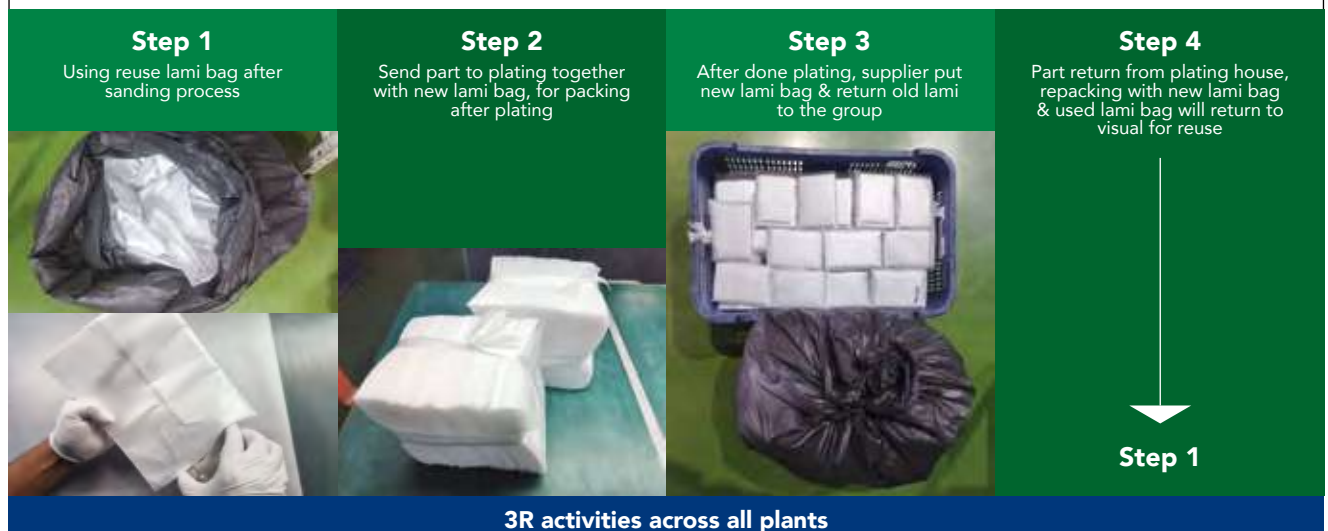 Step 1
Using reuse lami bag after
sanding process
Step 2
Send part to plating together
with new lami bag, for packing
after plating
Step 3
After done plating, supplier put
new lami bag & return old lami
to the group
Step 4
Part return from plating house,
repacking with new lami bag
& used lami bag will return to
visual for reuse
Step 1
3R activities across all plants